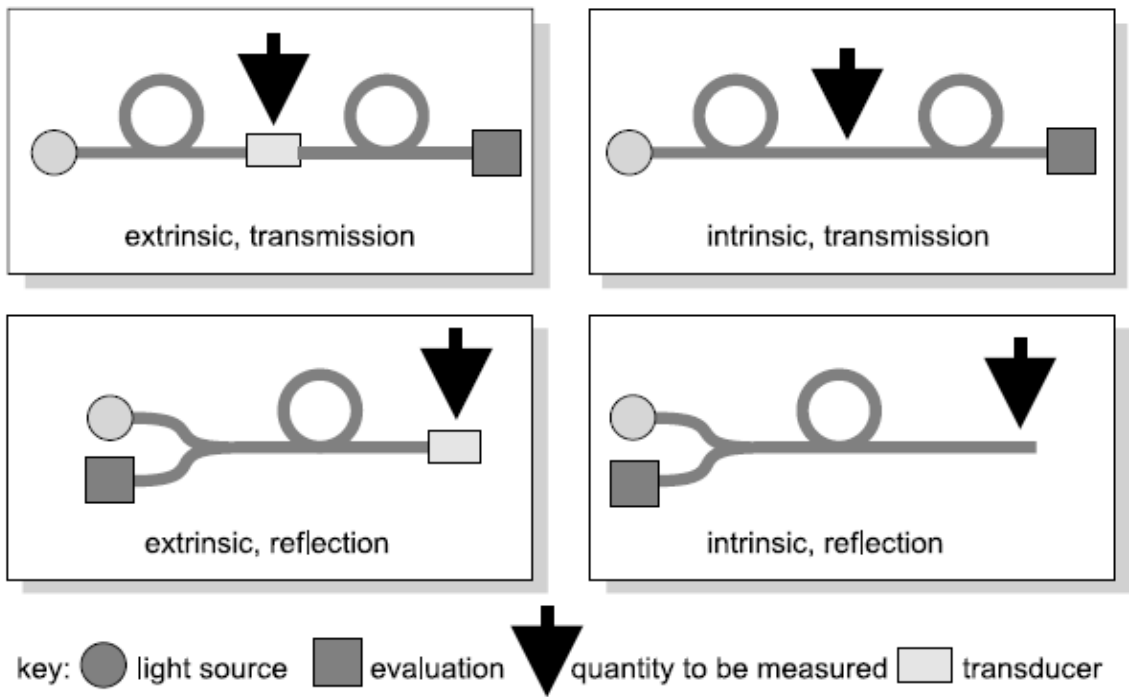 extrinsic, transmission
intrinsic, transmission
extrinsic, reflection
intrinsic, reflection
key: light source evaluation quantity to be measured transducer